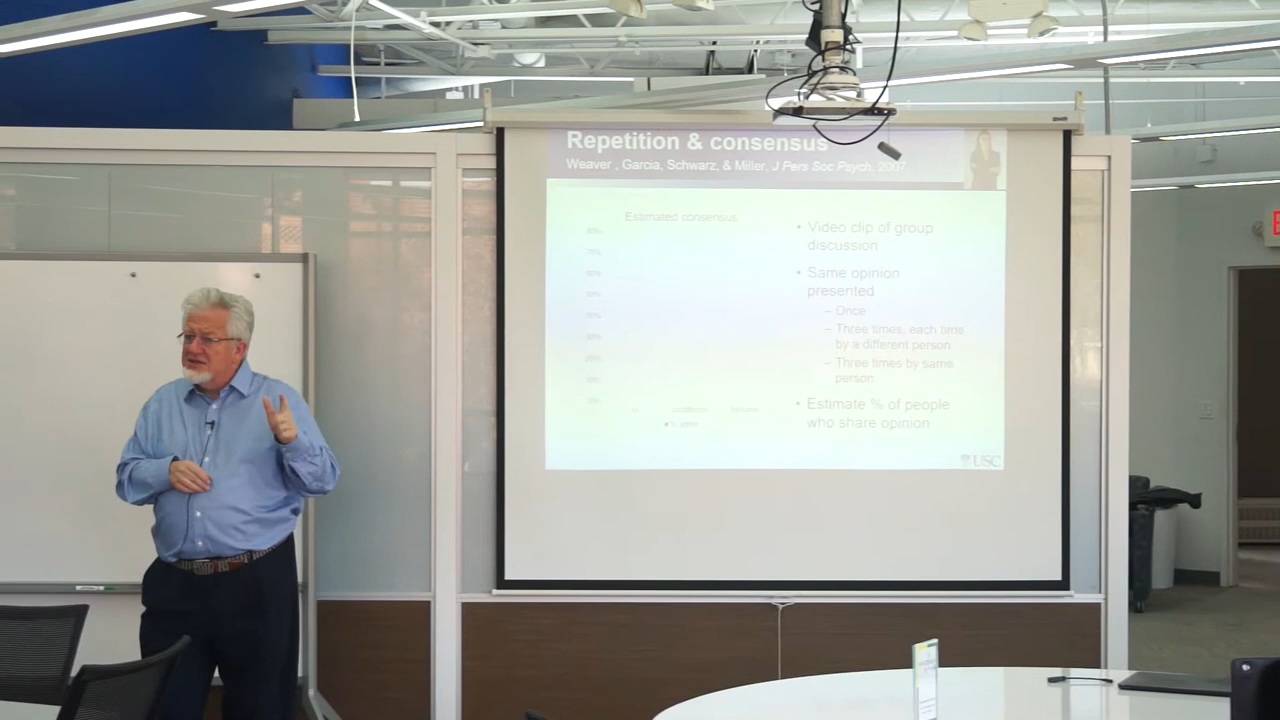 Repetition & consensus
Weaver , Garcia, Schwarz, & Miller, J Pers Soc Psych, 2007
Estimated consensus
• Video clip of group
discussion
• Same opinion
presented
– Once
– Three times, each time
by a different person
– Three times by same
person
• Estimate % of people
who share opinion
USC